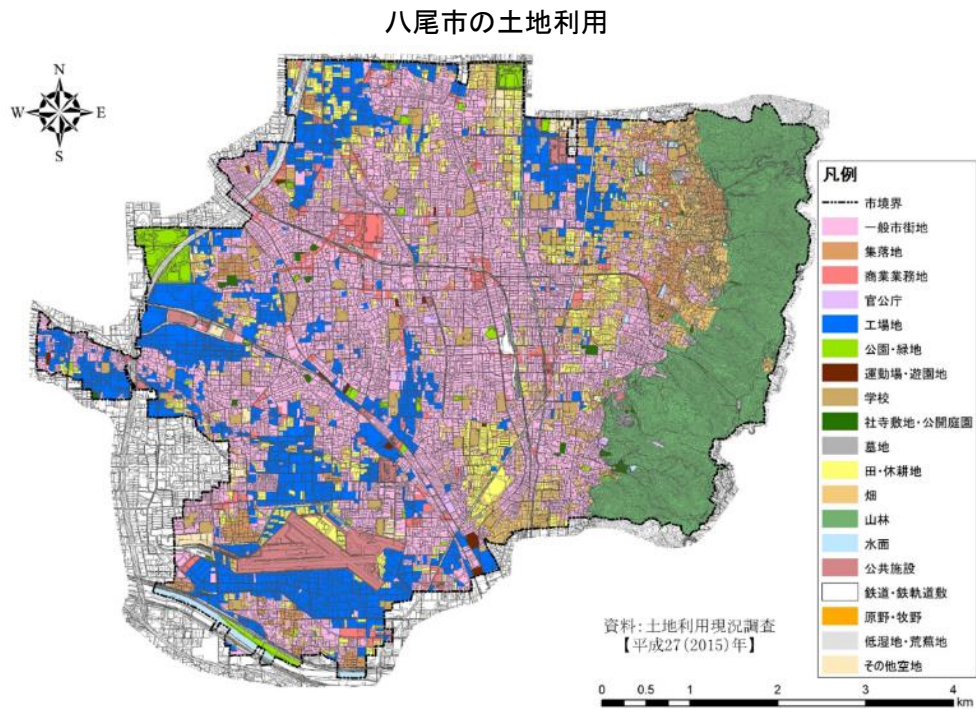 八尾市の土地利用
N
W
E
S
凡例
市境界
一般市街地
集落地
商業業務地
官公庁
工場地
公園・緑地
運動場・遊園地
学校
社寺敷地・公開庭園
墓地
田・休耕地
畑
山林
水面
公共施設
鉄道・鉄軌道敷
原野・牧野
低湿地・荒蕪地
その他空地
資料:土地利用現況調査
【平成27(2015)年】
0 0.5 1 2 3 4
km